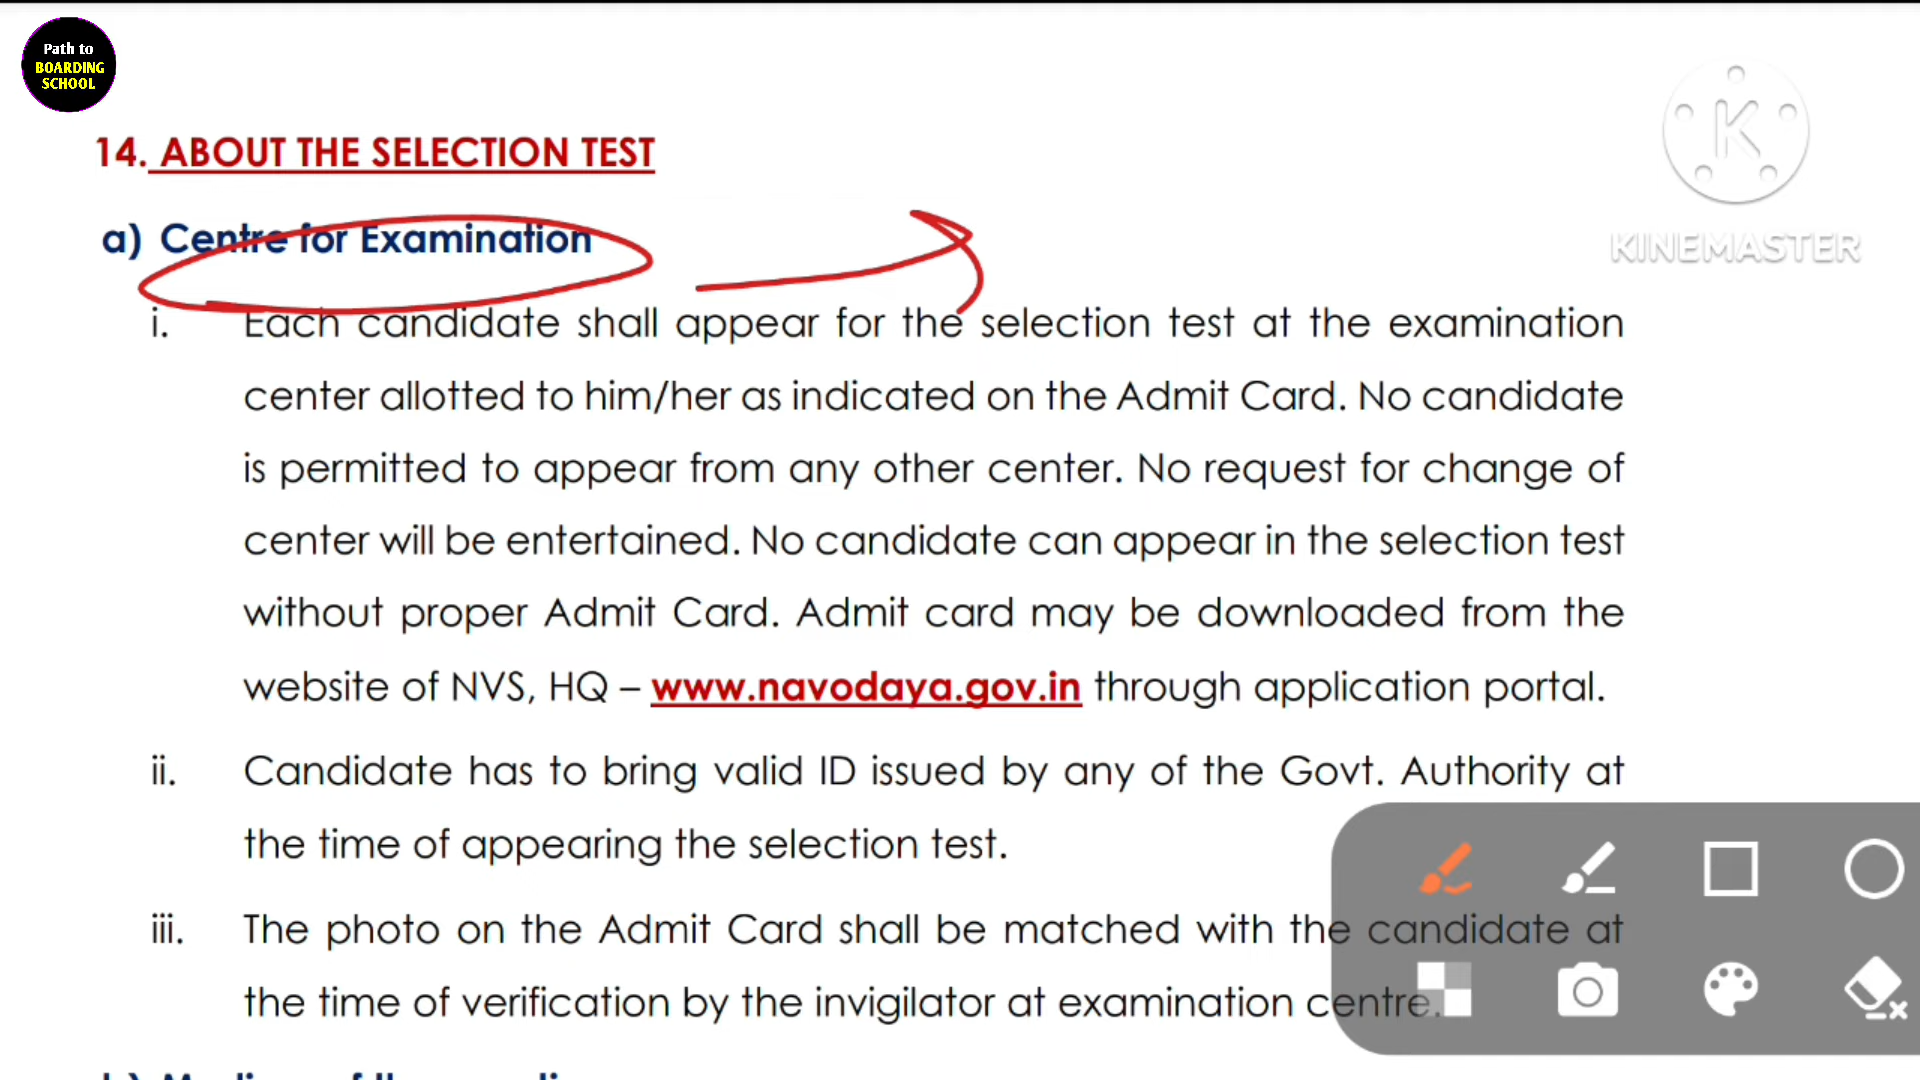 Path to
BOARDING
SCHOOL
14. ABOUT THE SELECTION TEST
KINEMASTER
a) Centre for Examination
i. Each candidate shall appear for the selection test at the examination
center allotted to him/her as indicated on the Admit Card. No candidate
is permitted to appear from any other center. No request for change of
center will be entertained. No candidate can appear in the selection test
without proper Admit Card. Admit card may be downloaded from the
website of NVS, HQ – www.navodaya.gov.in through application portal.
ii. Candidate has to bring valid ID issued by any of the Govt. Authority at
the time of appearing the selection test.
iii. The photo on the Admit Card shall be matched with the candidate at
the time of verification by the invigilator at examination centre.